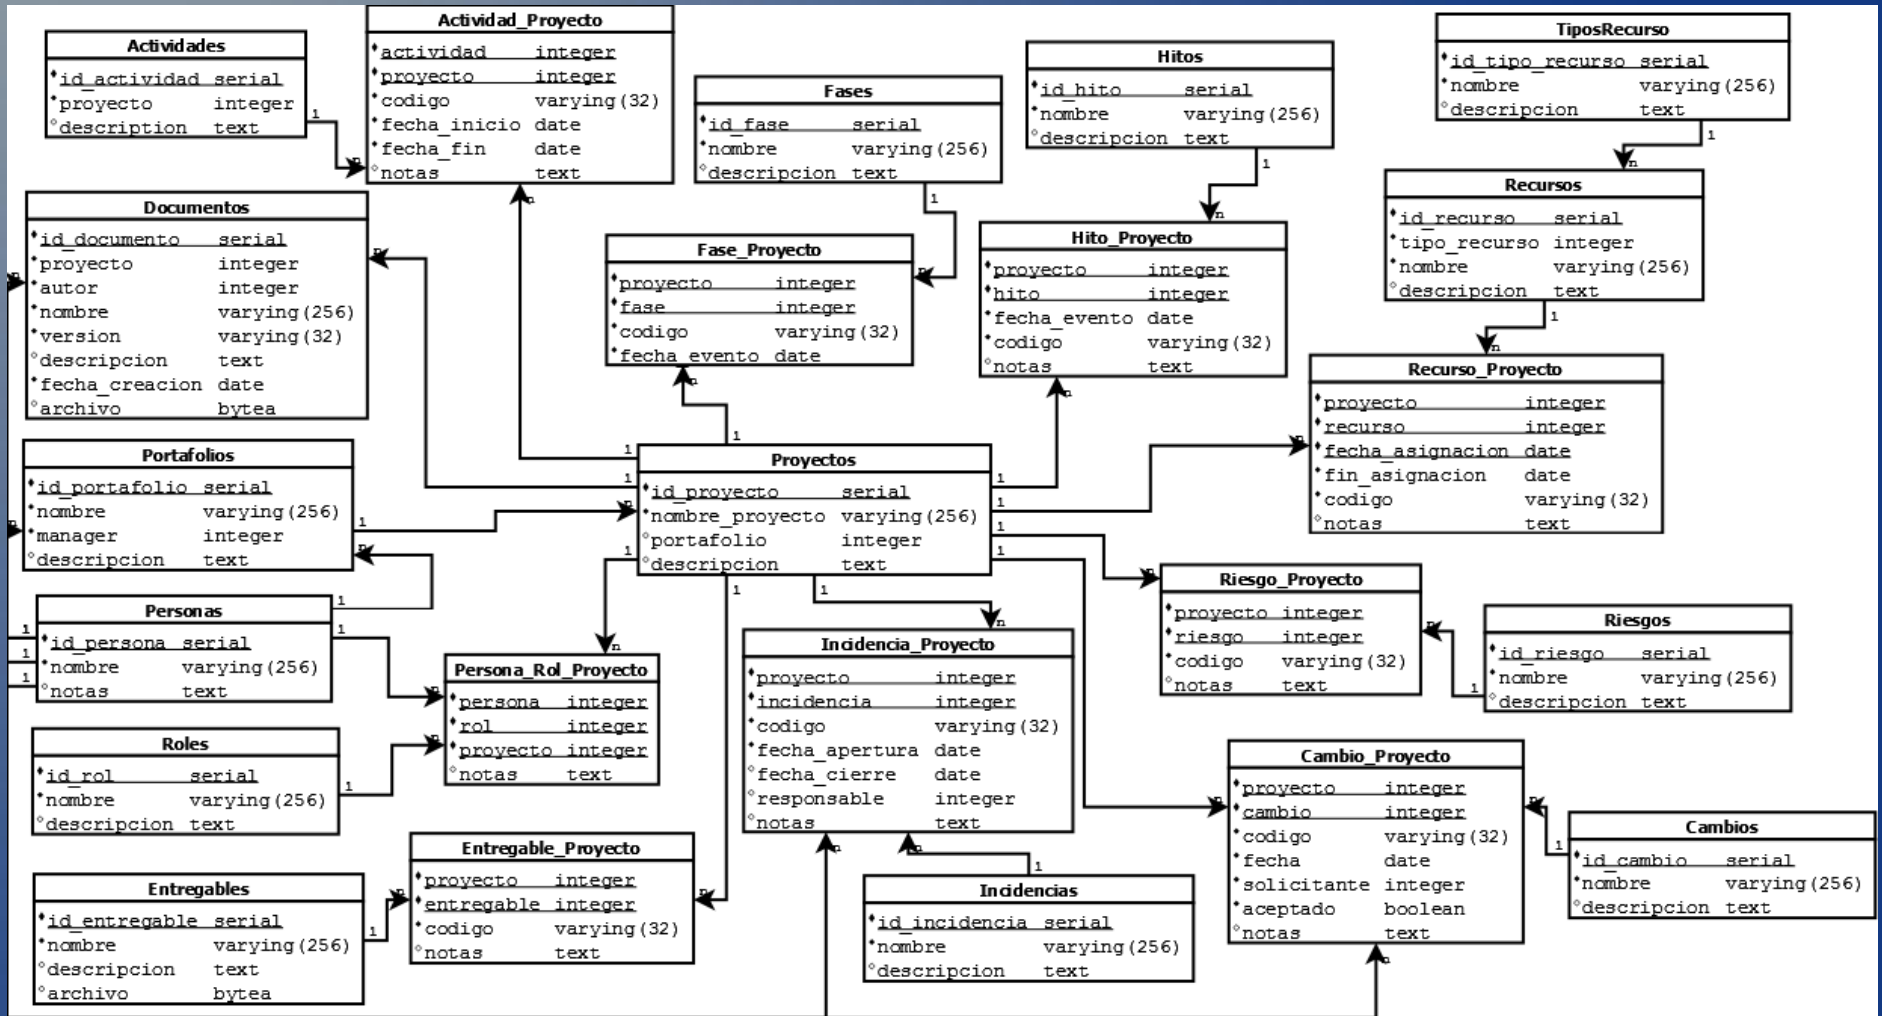 Actividades
id_actividad serial
proyecto integer
description text
Actividad_Proyecto
actividad integer
proyecto integer
codigo varying(32)
fecha_inicio date
fecha_fin date
notas text
Fases
id_fase serial
nombre varying(256)
descripcion text
Hitos
id_hito serial
nombre varying(256)
descripcion text
TiposRecurso
id_tipo_recurso serial
nombre varying(256)
descripcion text
Documentos
id_documento serial
proyecto integer
autor integer
nombre varying(256)
version varying(32)
descripcion text
fecha_creacion date
archivo bytea
Fase_Proyecto
proyecto integer
fase integer
codigo varying(32)
fecha_evento date
Hito_Proyecto
proyecto integer
hito integer
fecha_evento date
codigo varying(32)
notas text
Recursos
id_recurso serial
tipo_recurso integer
nombre varying(256)
descripcion text
Recurso_Proyecto
proyecto integer
recurso integer
fecha_asignacion date
fin_asignacion date
codigo varying(32)
notas text
Portafolios
id_portafolio serial
nombre varying(256)
manager integer
descripcion text
Proyectos
id_proyecto serial
nombre_proyecto varying(256)
portafolio integer
descripcion text
Personas
id_persona serial
nombre varying(256)
notas text
Persona_Rol_Proyecto
persona integer
rol integer
proyecto integer
notas text
Incidencia_Proyecto
proyecto integer
incidencia integer
codigo varying(32)
fecha_apertura date
fecha_cierre date
responsable integer
notas text
Riesgo_Proyecto
proyecto integer
riesgo integer
codigo varying(32)
notas text
Riesgos
id_riesgo serial
nombre varying(256)
descripcion text
Roles
id_rol serial
nombre varying(256)
descripcion text
Cambio_Proyecto
proyecto integer
cambio integer
codigo varying(32)
fecha date
solicitante integer
aceptado boolean
notas text
Cambios
id_cambio serial
nombre varying(256)
descripcion text
Entregables
id_entregable serial
nombre varying(256)
descripcion text
archivo bytea
Entregable_Proyecto
proyecto integer
entregable integer
codigo varying(32)
notas text
Incidencias
id_incidencia serial
nombre varying(256)
descripcion text